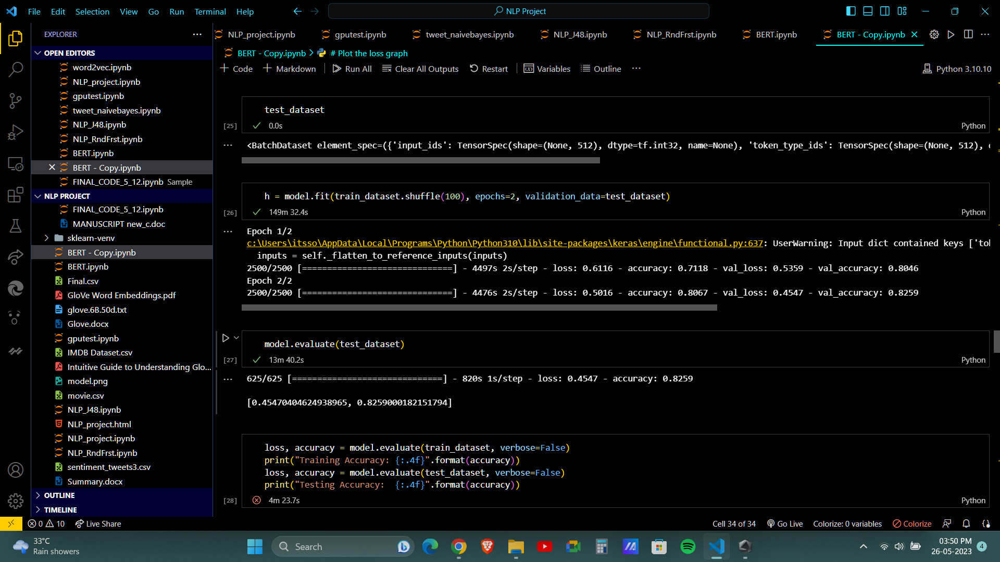 File Edit Selection View Go Run Terminal Help
NLP Project
EXPLORER
NLP_project.ipynb
gputest.ipynb
tweet_naivebayes.ipynb
NLP_J48.ipynb
NLP_RndFrst.ipynb
BERT.ipynb
BERT - Copy.ipynb
BERT - Copy.ipynb > # Plot the loss graph
+ Code + Markdown Run All Clear All Outputs Restart Variables Outline ...
Python 3.10.10
OPEN EDITORS
word2vec.ipynb
NLP_project.ipynb
gputest.ipynb
tweet_naivebayes.ipynb
NLP_J48.ipynb
NLP_RndFrst.ipynb
BERT.ipynb
BERT - Copy.ipynb
FINAL_CODE_5_12.ipynb Sample
NLP PROJECT
FINAL_CODE_5_12.ipynb
MANUSCRIPT new_c.doc
sklearn-venv
BERT - Copy.ipynb
BERT.ipynb
Final.csv
GloVe Word Embeddings.pdf
glove.6B.50d.txt
Glove.docx
gputest.ipynb
IMDB Dataset.csv
Intuitive Guide to Understanding Glo...
model.png
movie.csv
NLP_J48.ipynb
NLP_project.html
NLP_project.ipynb
NLP_RndFrst.ipynb
sentiment_tweets3.csv
Summary.docx
OUTLINE
TIMELINE
test_dataset
[25] 0.0s Python
<BatchDataset element_spec=({'input_ids': TensorSpec(shape=(None, 512), dtype=tf.int32, name=None), 'token_type_ids': TensorSpec(shape=(None, 512),
h = model.fit(train_dataset.shuffle(100), epochs=2, validation_data=test_dataset)
[26] 149m 32.4s Python
Epoch 1/2
c:\Users\itsso\AppData\Local\Programs\Python\Python310\lib\site-packages\keras\engine\functional.py:637: UserWarning: Input dict contained keys ['tol
inputs = self._flatten_to_reference_inputs(inputs)
2500/2500 [==============================] - 4497s 2s/step - loss: 0.6116 - accuracy: 0.7118 - val_loss: 0.5359 - val_accuracy: 0.8046
Epoch 2/2
2500/2500 [==============================] - 4476s 2s/step - loss: 0.5016 - accuracy: 0.8067 - val_loss: 0.4547 - val_accuracy: 0.8259
model.evaluate(test_dataset)
[27] 13m 40.2s Python
625/625 [==============================] - 820s 1s/step - loss: 0.4547 - accuracy: 0.8259
[0.45470404624938965, 0.8259000182151794]
loss, accuracy = model.evaluate(train_dataset, verbose=False)
print("Training Accuracy: {:.4f}".format(accuracy))
loss, accuracy = model.evaluate(test_dataset, verbose=False)
print("Testing Accuracy:  {:.4f}".format(accuracy))
[28] 4m 23.7s Python
0 10 Live Share
Cell 34 of 34 Go Live Colorize: 0 variables Colorize
33°C
Rain showers
Search
03:50 PM
26-05-2023
4